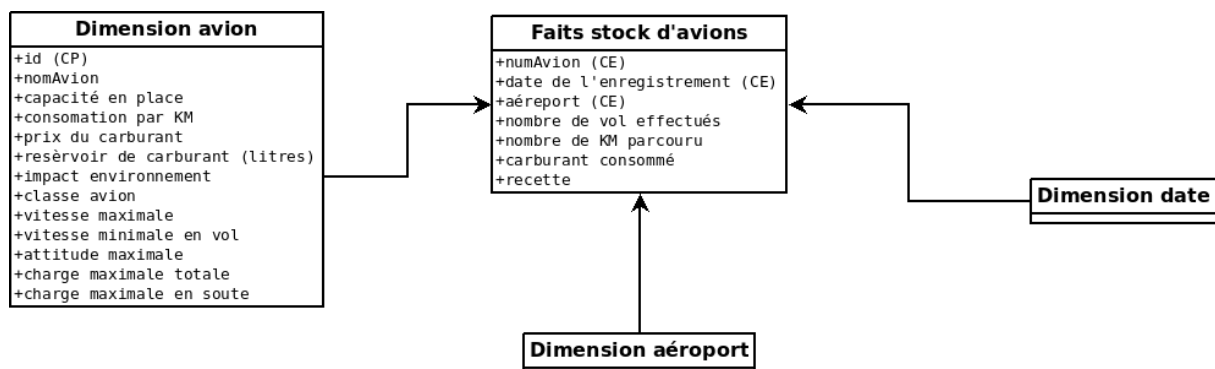 Dimension avion
+id (CP)
+nomAvion
+capacité en place
+consomation par KM
+prix du carburant
+resèrvoir de carburant (litres)
+impact environnement
+classe avion
+vitesse maximale
+vitesse minimale en vol
+attitude maximale
+charge maximale totale
+charge maximale en soute
Faits stock d'avions
+numAvion (CE)
+date de l'enregistrement (CE)
+aéreport (CE)
+nombre de vol effectués
+nombre de KM parcouru
+carburant consommé
+recette
Dimension date
Dimension aéroport